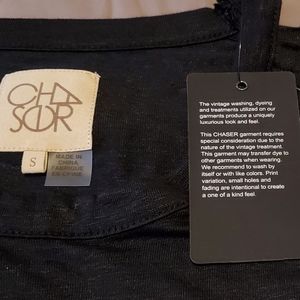 CHA
SER
S
MADE IN
CHINA
FABRIQUE
EN CHINE
The vintage washing, dyeing
and treatments utilized on our
garments produce a uniquely
luxurious look and feel.
This CHASER garment requires
special consideration due to the
nature of the vintage treatment.
This garment may transfer dye to
other garments when wearing.
We recommend to wash by
itself or with like colors. Print
variation, small holes and
fading are intentional to create
a one of a kind feel.